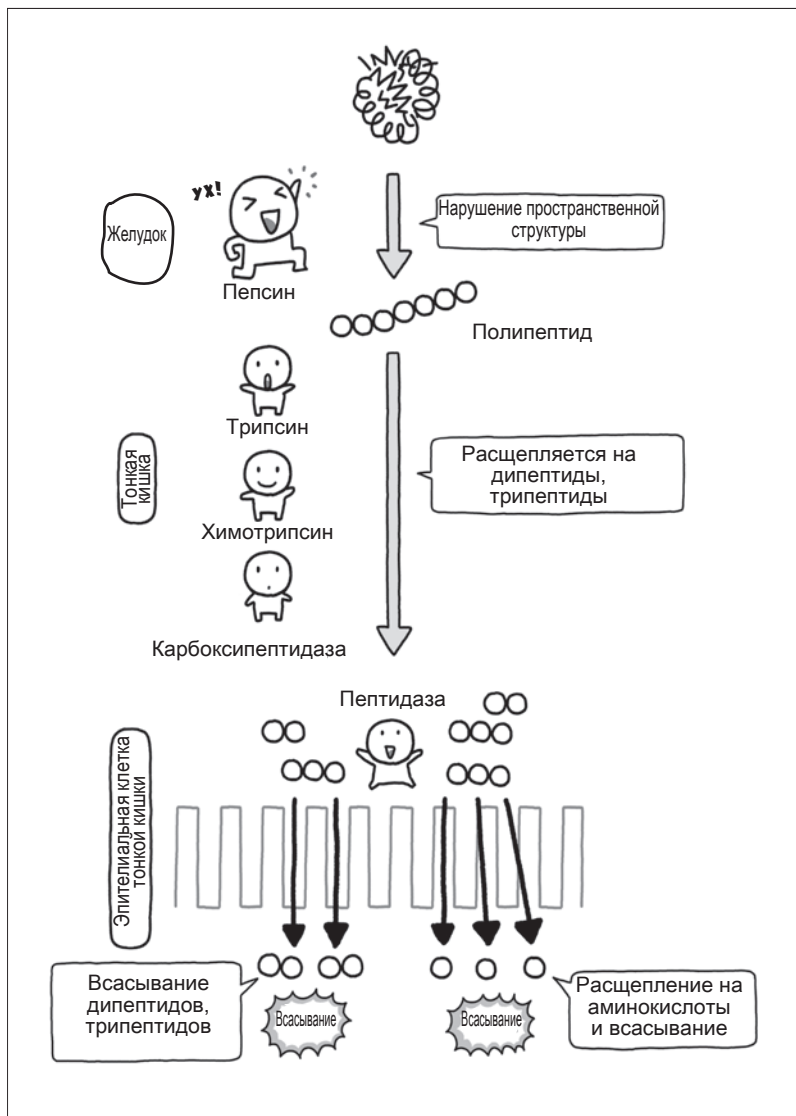 ух!
Желудок
Нарушение пространственной
структуры
Пепсин
Полипептид
Трипсин
Тонкая
кишка
Расщепляется на
дипептиды,
трипептиды
Химотрипсин
Карбоксипептидаза
Пептидаза
Эпителиальная клетка
тонкой кишки
Всасывание
дипептидов,
трипептидов
Всасывание
Всасывание
Расщепление на
аминокислоты
и всасывание